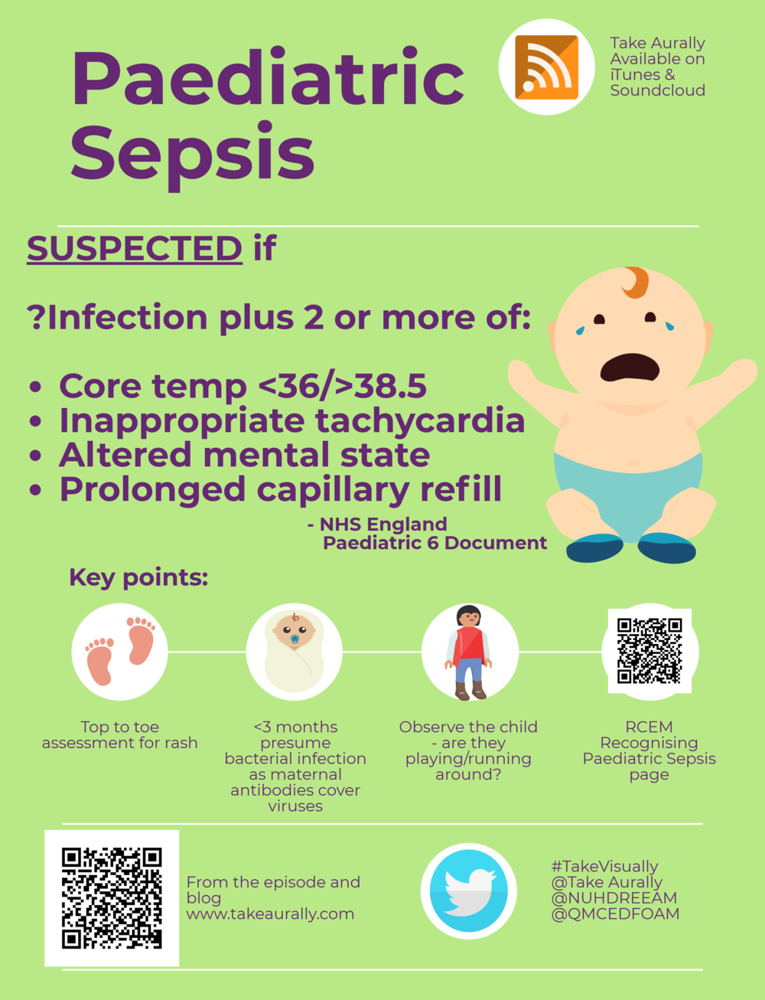 Paediatric
Sepsis
Take Aurally
Available on
iTunes &
Soundcloud
SUSPECTED if
?Infection plus 2 or more of:
• Core temp <36/>38.5
• Inappropriate tachycardia
• Altered mental state
• Prolonged capillary refill
- NHS England
Paediatric 6 Document
Key points:
Top to toe
assessment for rash
<3 months
presume
bacterial infection
as maternal
antibodies cover
viruses
Observe the child
- are they
playing/running
around?
RCEM
Recognising
Paediatric Sepsis
page
From the episode and
blog
www.takeaurally.com
#TakeVisually
@Take Aurally
@NUHDREEAM
@QMCEDFOAM